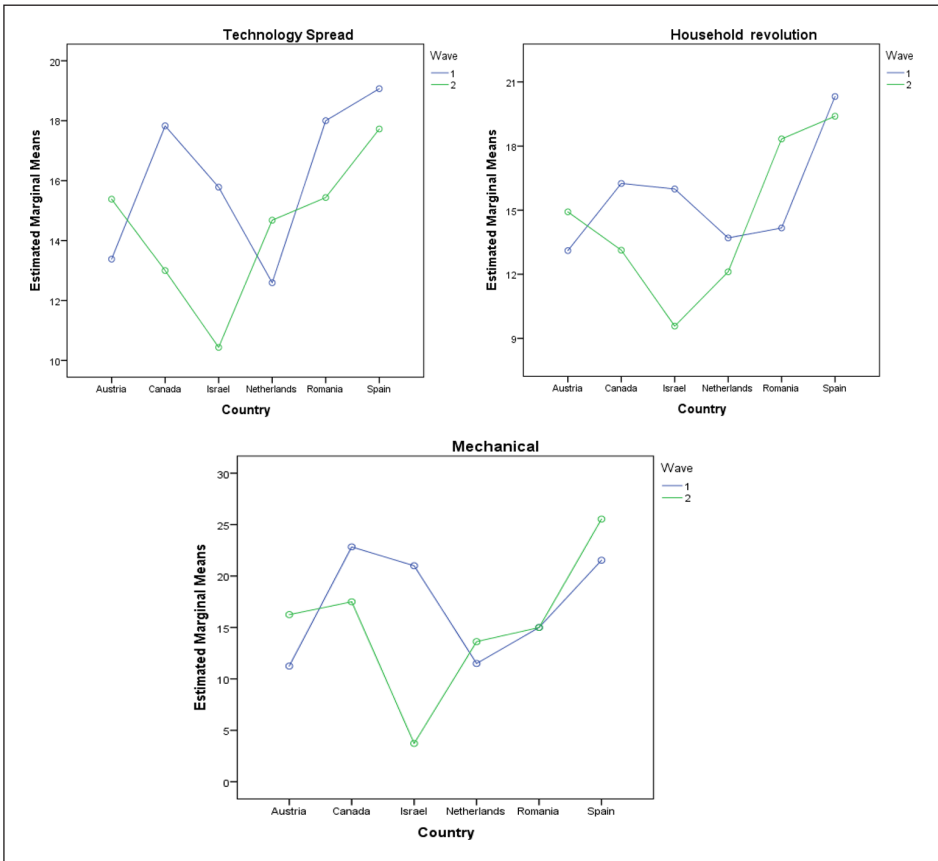 Technology Spread
Wave
1
2
Estimated Marginal Means
20
18
16
14
12
10
Austria Canada Israel Netherlands Romania Spain
Country
Household revolution
Wave
1
2
Estimated Marginal Means
21
18
15
12
9
Austria Canada Israel Netherlands Romania Spain
Country
Mechanical
Wave
1
2
Estimated Marginal Means
30
25
20
15
10
5
0
Austria Canada Israel Netherlands Romania Spain
Country